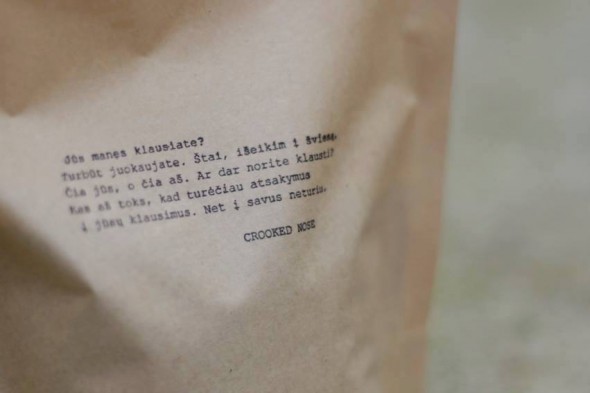 Jūs manęs klausiate?
Turbūt juokaujate. Štai, išeikim į šviesą,
Čia jūs, o čia aš. Ar dar norite klausti?
Kas aš toks, kad turėčiau atsakymus
į jūsų klausimus. Net į savus neturiu.
CROOKED NOSE